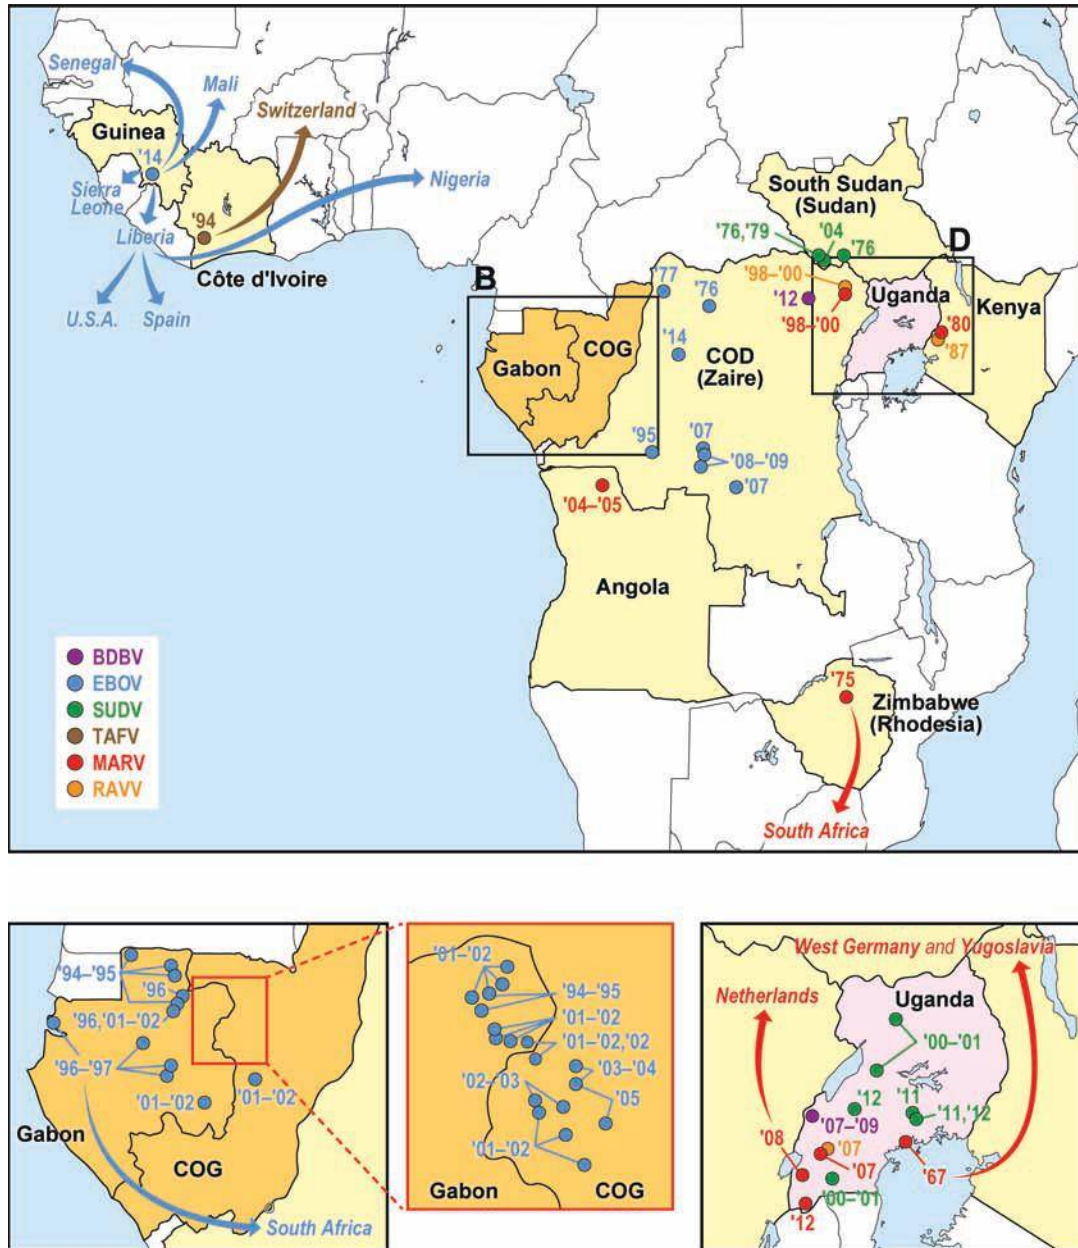 Senegal
Mali
Switzerland
Guinea
'14
Sierra
Leone
Nigeria
'94
Liberia
Côte d'Ivoire
U.S.A.
Spain
South Sudan
(Sudan)
'76,'79
'04
'76
D
B
'77
'76
'98–'00
'12
Uganda
'98–'00
Kenya
'80
'87
COG
Gabon
'14
COD
(Zaire)
'95
'07
'08–'09
'07
'04–'05
Angola
BDBV
EBOV
SUDV
TAFV
MARV
RAVV
'75
Zimbabwe
(Rhodesia)
South Africa
'94–'95
'96
'96,'01–'02
'96–'97
'01–'02
'01–'02
Gabon
COG
South Africa
'01–'02
'94–'95
'01–'02
'01–'02,'02
'03–'04
'02–'03
'05
'01–'02
Gabon
COG
West Germany and Yugoslavia
Netherlands
Uganda
'00–'01
'12
'11
'11,'12
'07–'09
'08
'07
'07
'67
'00–'01
'12